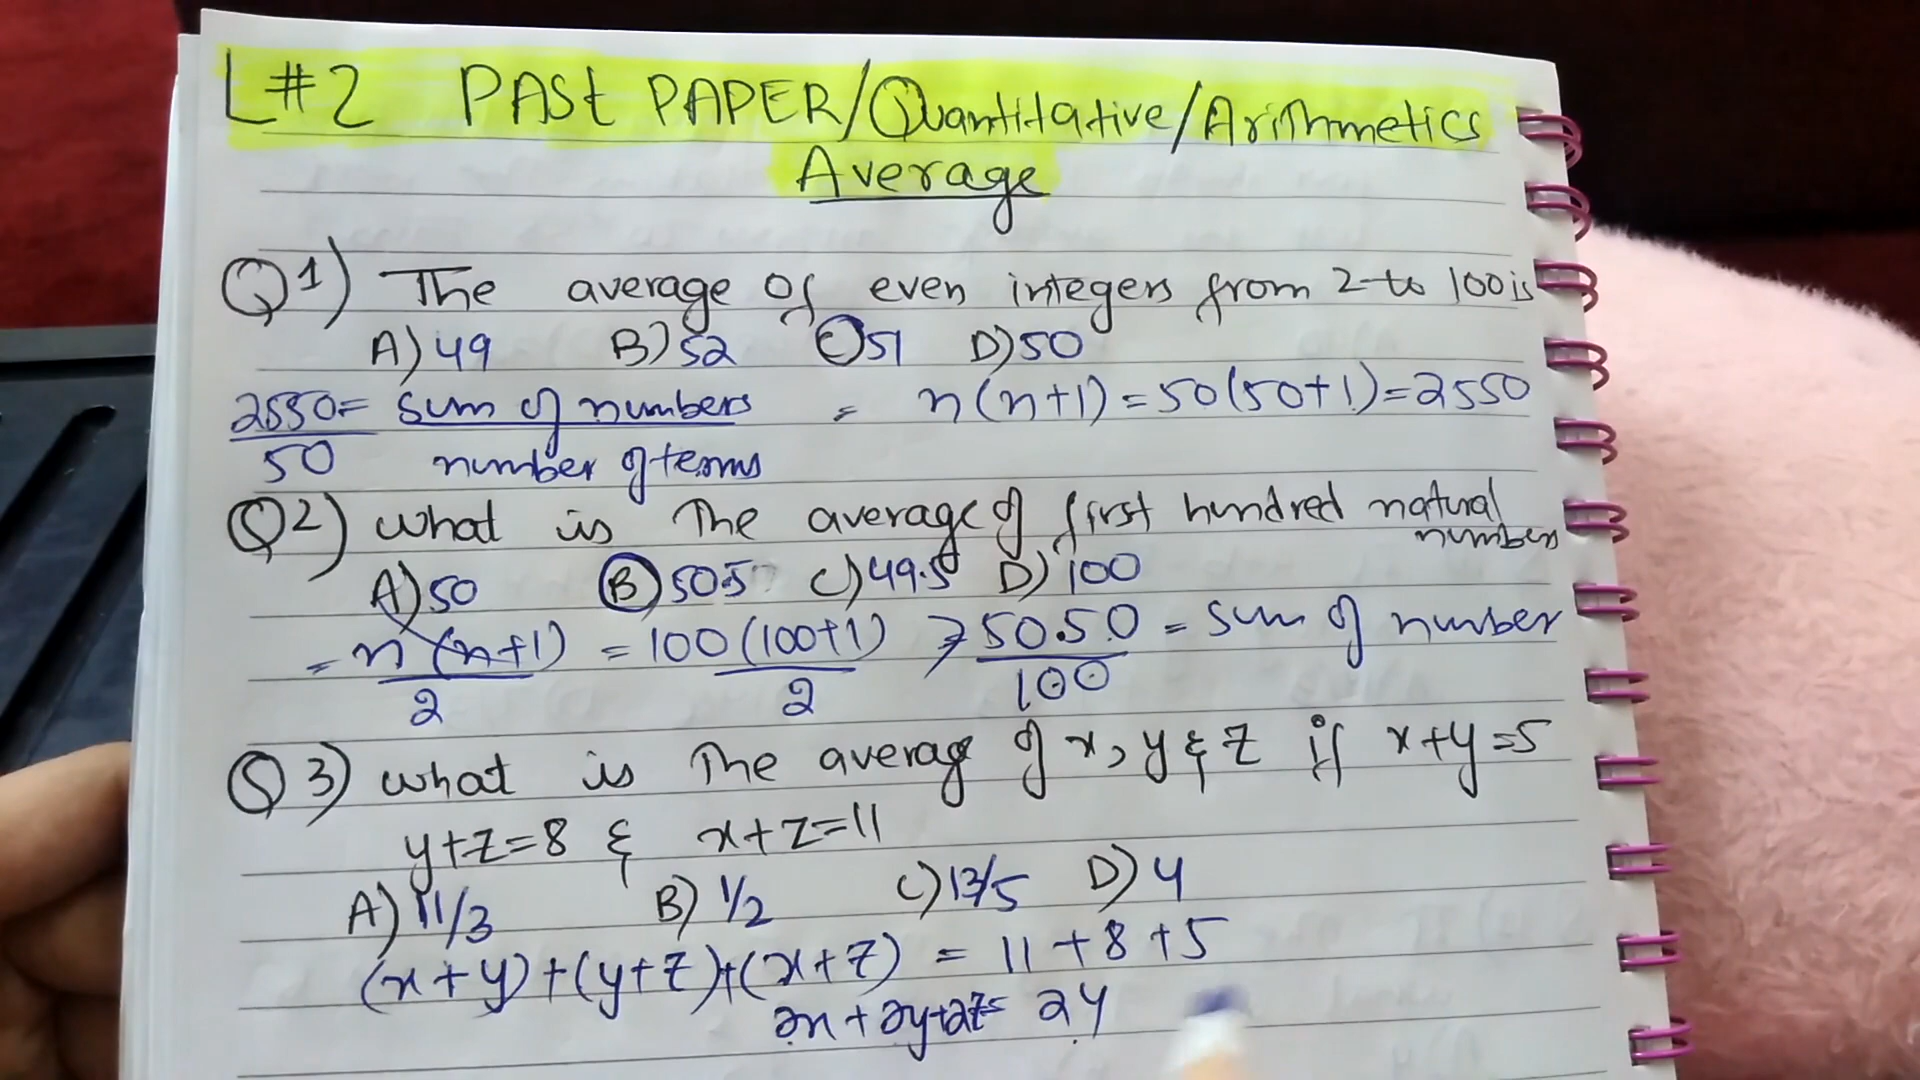 L#2 PASt PAPER/Quantitative/Arithmetics
Average
Q1) The average of even integers from 2 to 100 is
A) 49 B) 52 C) 51 D) 50
2550 = sum of numbers = n(n+1) = 50(50+1) = 2550
50 number of terms
Q2) what is The average of first hundred natural
numbers
A) 50 B) 50.5 C) 49.5 D) 100
= n(n+1) = 100(100+1) ⇒ 50.50 = sum of number
2 2 100
Q3) what is The average of x, y & z if x+y=5
y+z=8 & x+z=11
A) 11/3 B) 1/2 C) 13/5 D) 4
(x+y)+(y+z)+(x+z) = 11+8+5
2x+2y+2z= 24